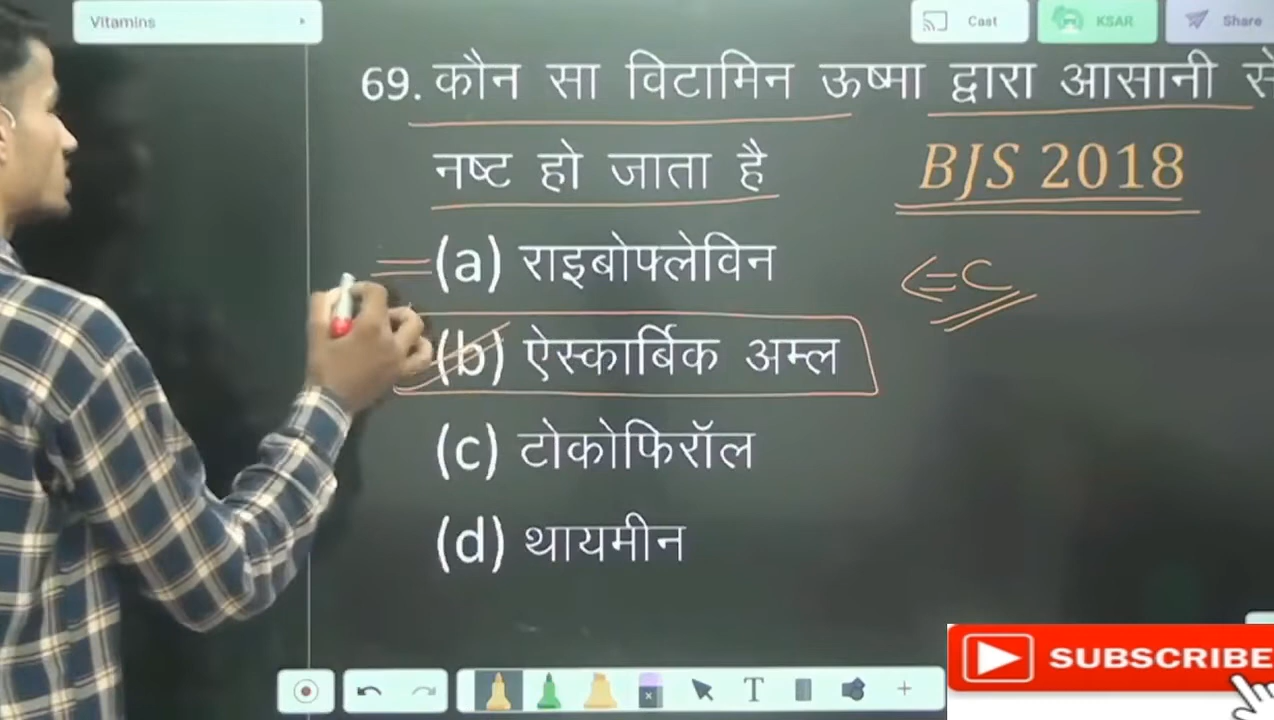 Vitamins
Cast
KSAR
Share
69. कौन सा विटामिन ऊष्मा द्वारा आसानी से
नष्ट हो जाता है
BJS 2018
(a) राइबोफ्लेविन
<=C
(b) ऐस्कार्बिक अम्ल
(c) टोकोफिरॉल
(d) थायमीन
T
SUBSCRIBE